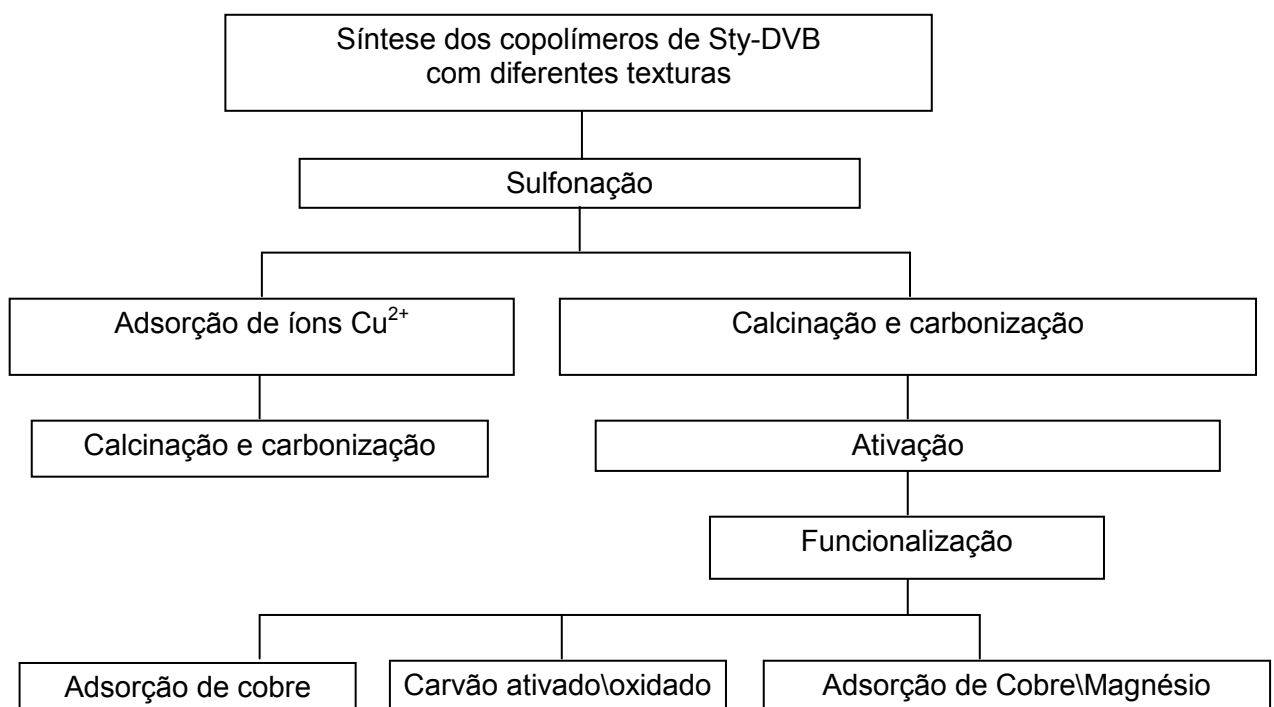 Síntese dos copolímeros de Sty-DVB
com diferentes texturas
Sulfonação
Adsorção de íons Cu²⁺
Calcinação e carbonização
Calcinação e carbonização
Ativação
Funcionalização
Adsorção de cobre
Carvão ativado\oxidado
Adsorção de Cobre\Magnésio